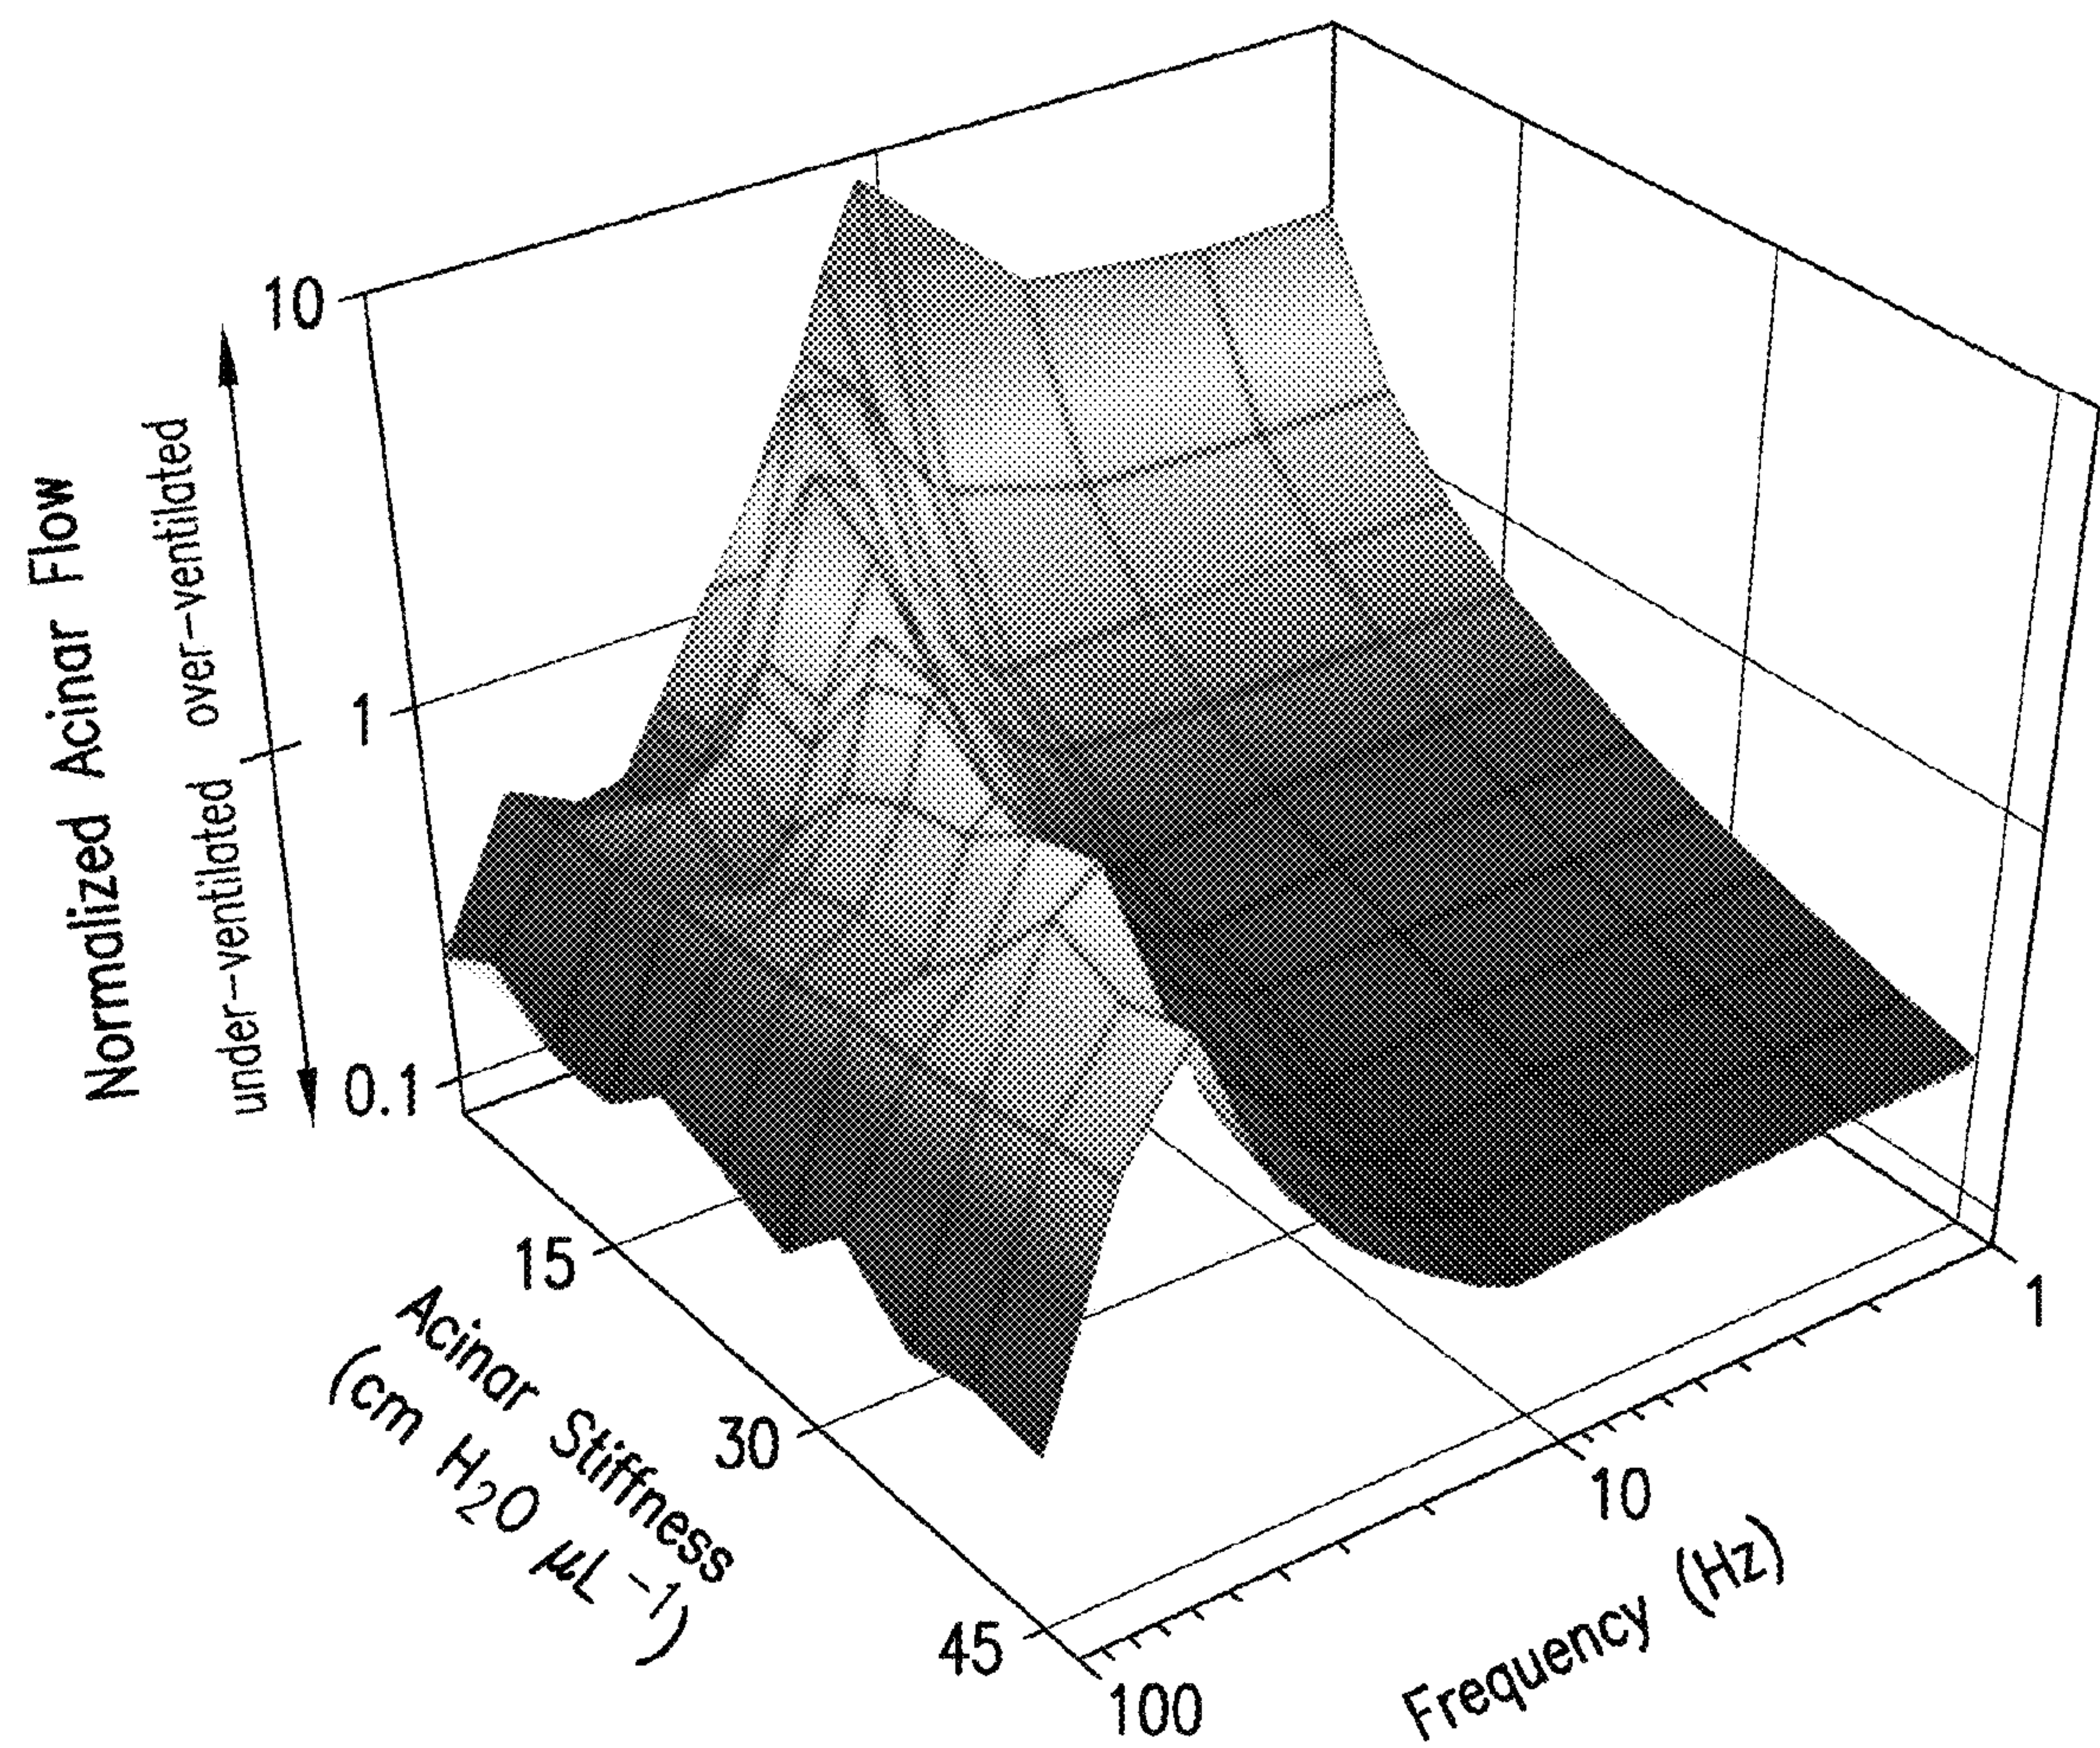 10
1
0.1
Normalized Acinar Flow
under-ventilated over-ventilated
15
30
45
Acinar Stiffness
(cm H₂O μL⁻¹)
1
10
100
Frequency (Hz)